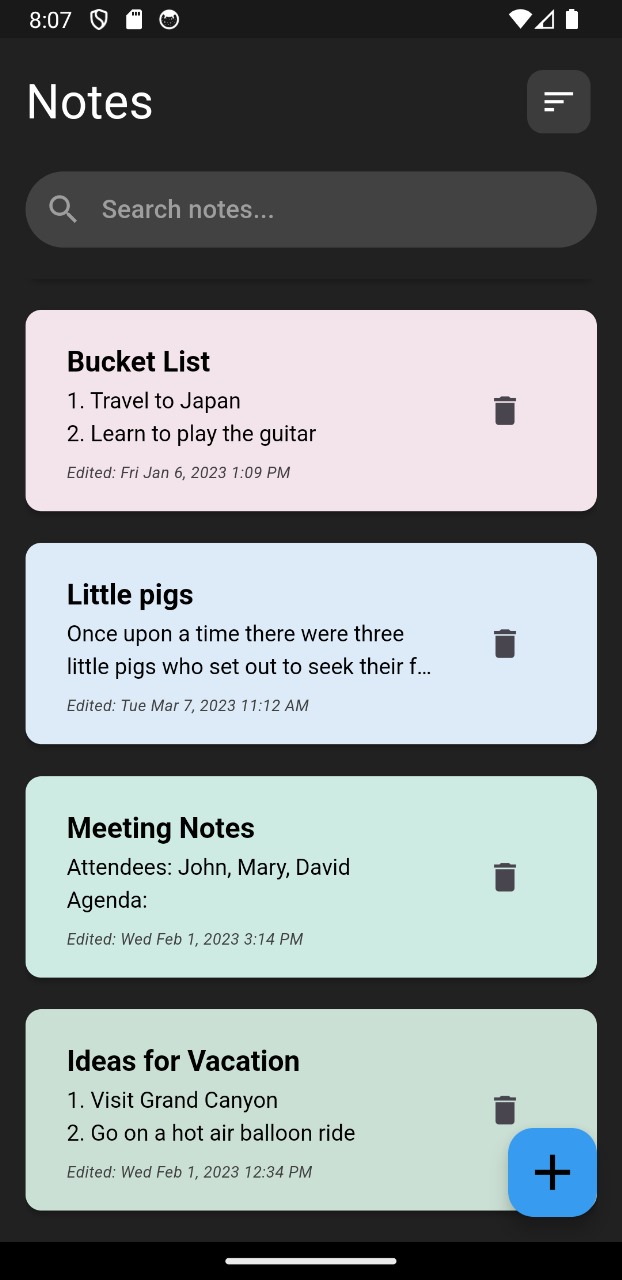 8:07
Notes
Search notes...
Bucket List
1. Travel to Japan
2. Learn to play the guitar
Edited: Fri Jan 6, 2023 1:09 PM
Little pigs
Once upon a time there were three
little pigs who set out to seek their f...
Edited: Tue Mar 7, 2023 11:12 AM
Meeting Notes
Attendees: John, Mary, David
Agenda:
Edited: Wed Feb 1, 2023 3:14 PM
Ideas for Vacation
1. Visit Grand Canyon
2. Go on a hot air balloon ride
Edited: Wed Feb 1, 2023 12:34 PM